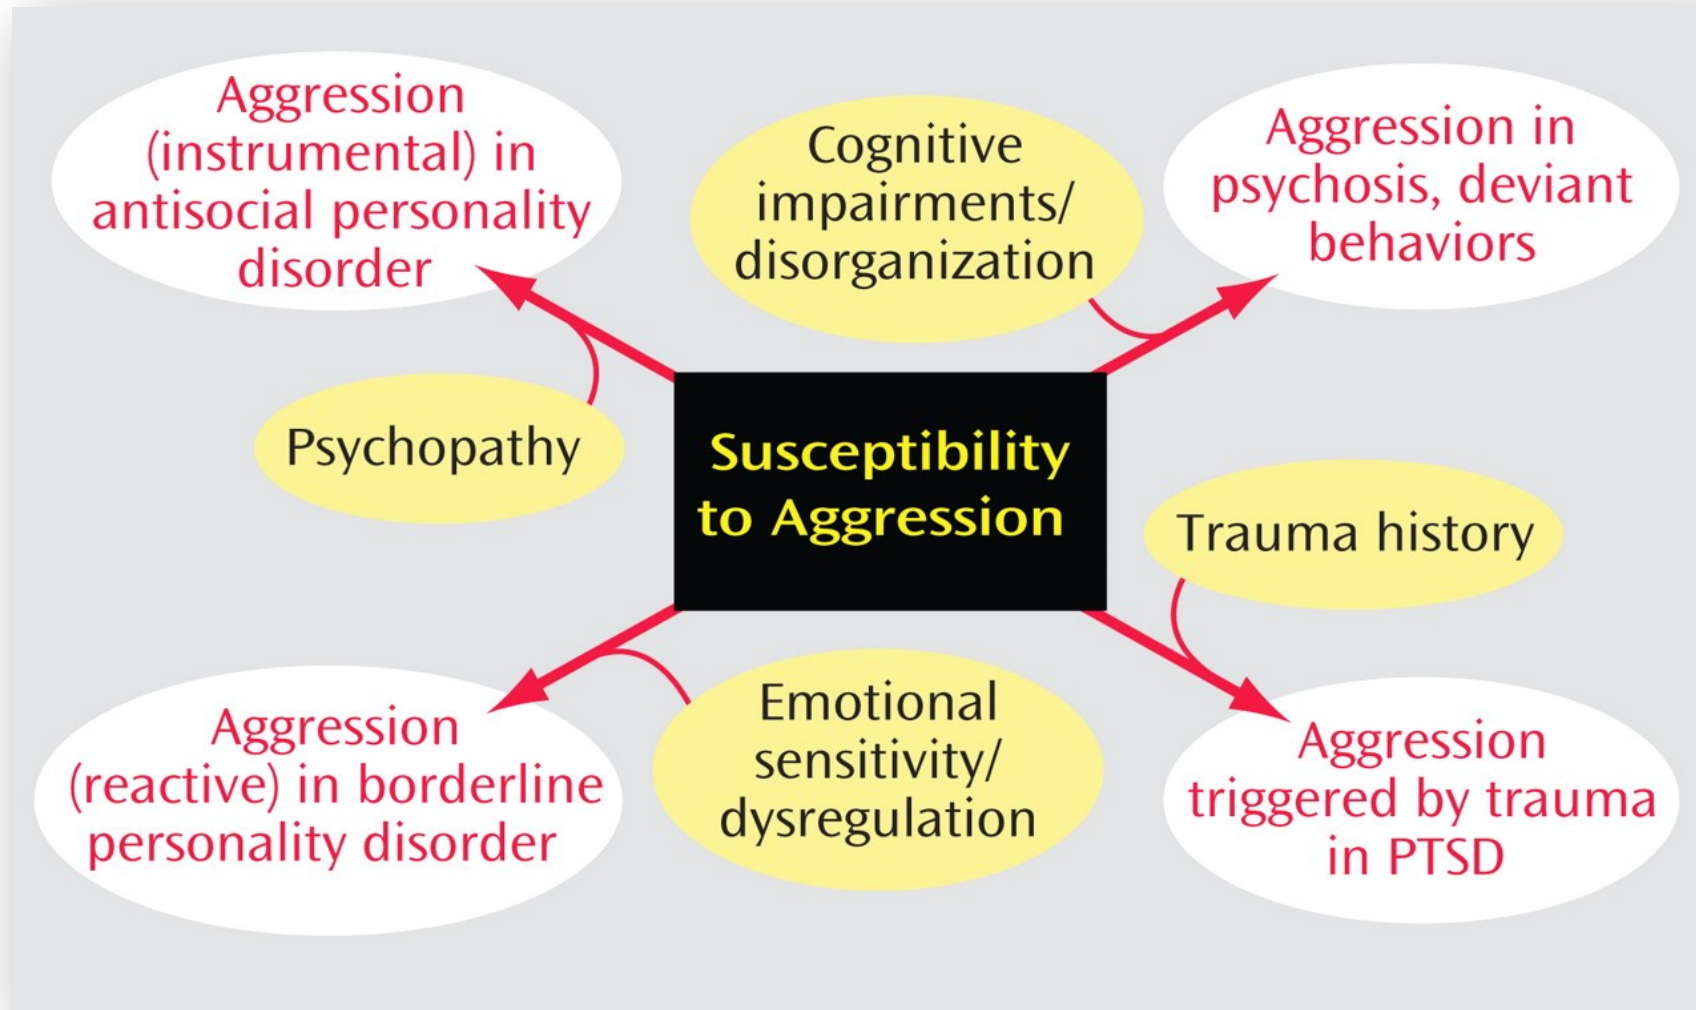 Aggression
(instrumental) in
antisocial personality
disorder
Cognitive
impairments/
disorganization
Aggression in
psychosis, deviant
behaviors
Psychopathy
Susceptibility
to Aggression
Trauma history
Aggression
(reactive) in borderline
personality disorder
Emotional
sensitivity/
dysregulation
Aggression
triggered by trauma
in PTSD